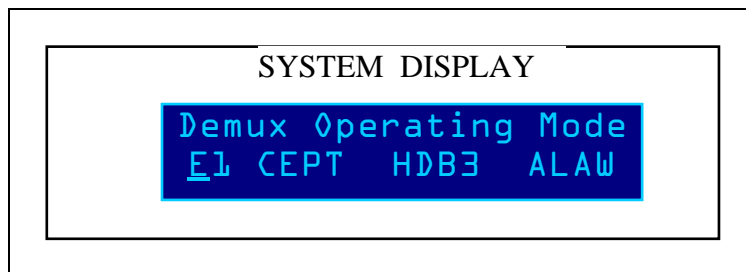 SYSTEM DISPLAY
Demux Operating Mode
E1 CEPT HDB3 ALAW